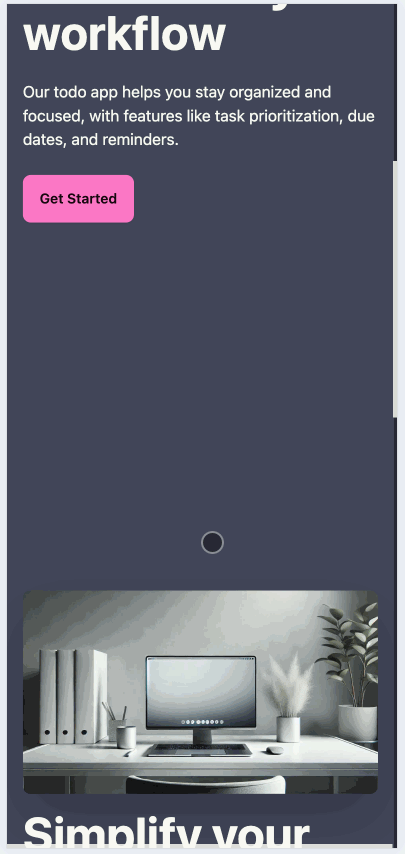 workflow
Our todo app helps you stay organized and
focused, with features like task prioritization, due
dates, and reminders.
Get Started
Simplify your